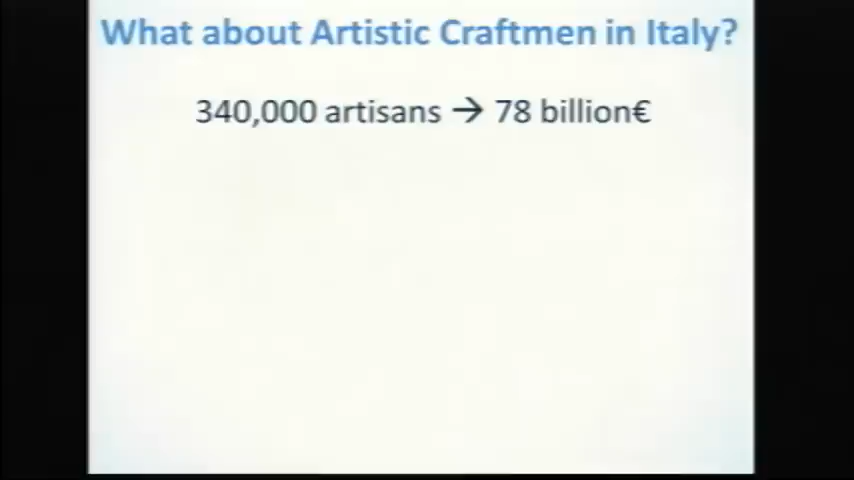 What about Artistic Craftmen in Italy?
340,000 artisans → 78 billion€